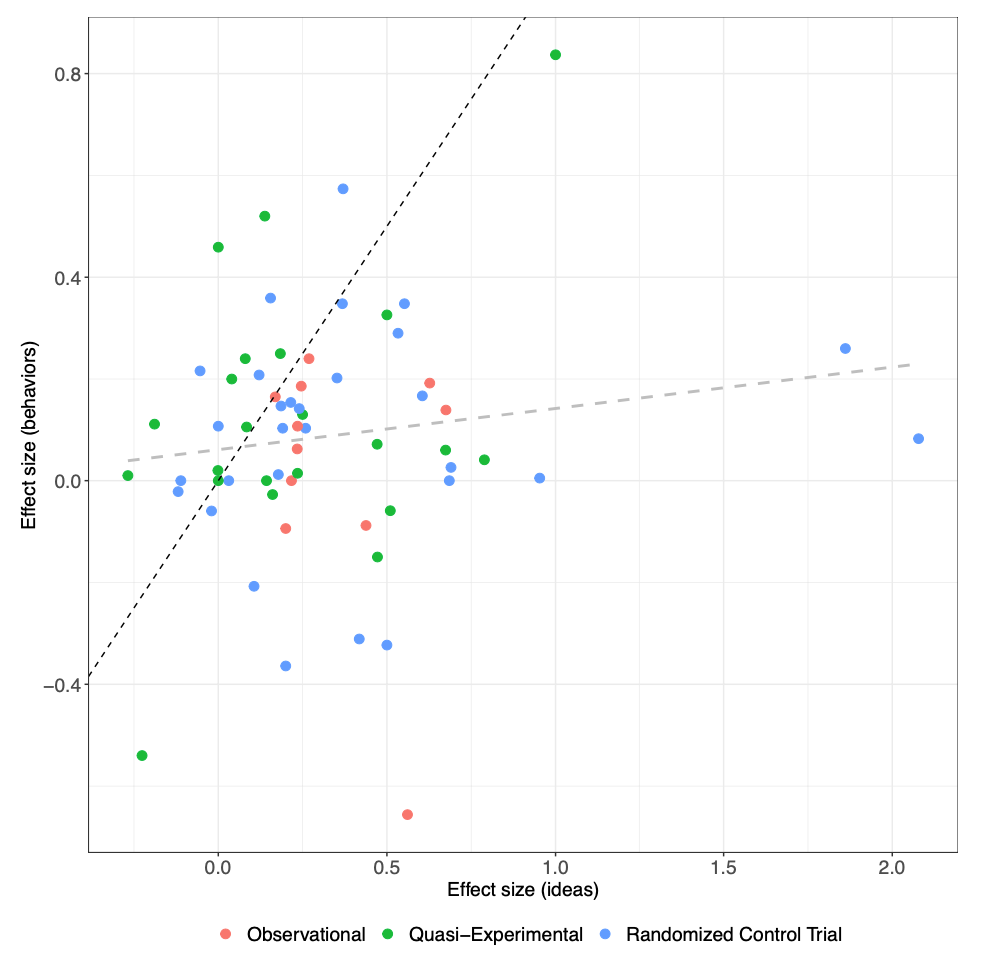 Effect size (behaviors)
0.8
0.4
0.0
−0.4
0.0 0.5 1.0 1.5 2.0
Effect size (ideas)
Observational Quasi−Experimental Randomized Control Trial